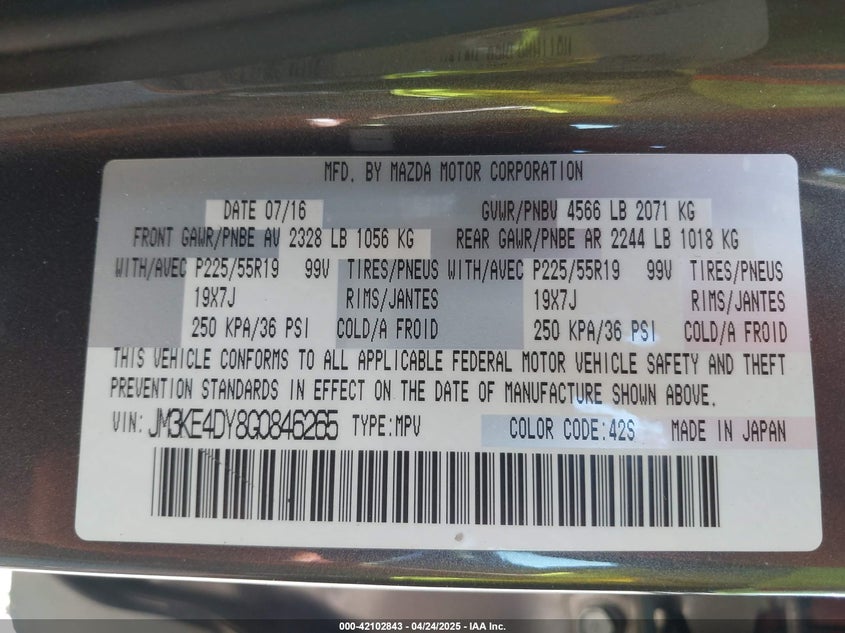 MFD. BY MAZDA MOTOR CORPORATION
DATE 07/16 GVWR/PNBV 4566 LB 2071 KG
FRONT GAWR/PNBE AV 2328 LB 1056 KG REAR GAWR/PNBE AR 2244 LB 1018 KG
WITH/AVEC P225/55R19 99V TIRES/PNEUS WITH/AVEC P225/55R19 99V TIRES/PNEUS
19X7J RIMS/JANTES 19X7J RIMS/JANTES
250 KPA/36 PSI COLD/A FROID 250 KPA/36 PSI COLD/A FROID
THIS VEHICLE CONFORMS TO ALL APPLICABLE FEDERAL MOTOR VEHICLE SAFETY AND THEFT
PREVENTION STANDARDS IN EFFECT ON THE DATE OF MANUFACTURE SHOWN ABOVE.
VIN: JM3KE4DY8G0846265 TYPE:MPV COLOR CODE:42S MADE IN JAPAN
000-42102843 - 04/24/2025 - IAA Inc.